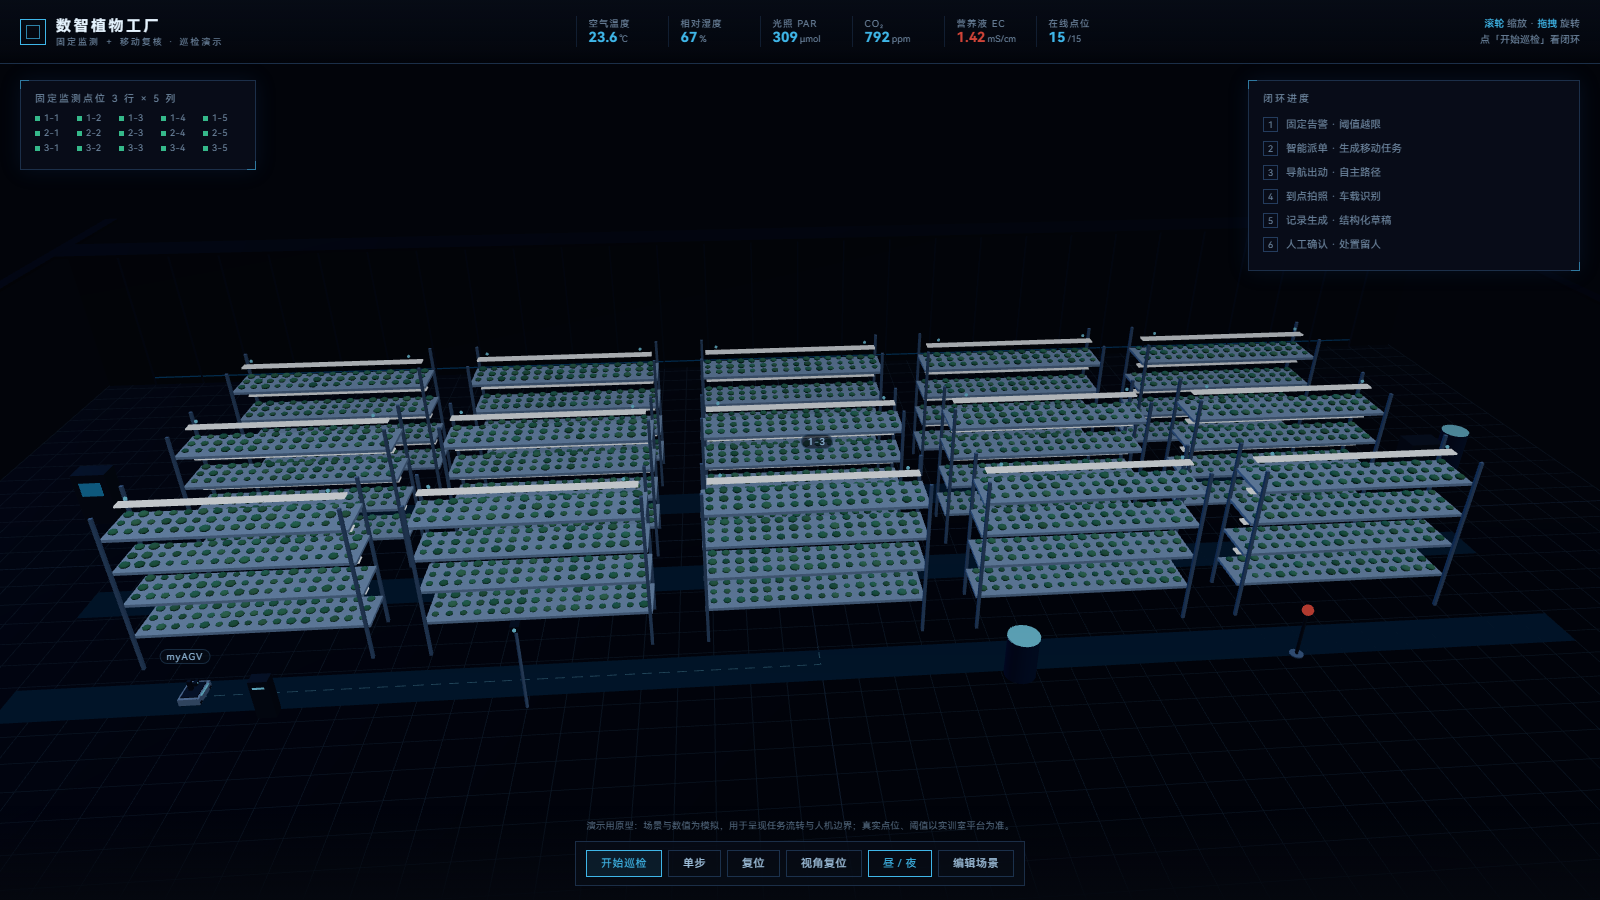 数智植物工厂
固定监测 + 移动复核 · 巡检演示
空气温度
23.6 ℃
相对湿度
67 %
光照 PAR
309 μmol
CO₂
792 ppm
营养液 EC
1.42 mS/cm
在线点位
15 /15
滚轮 缩放 · 拖拽 旋转
点「开始巡检」看闭环
固定监测点位 3 行 × 5 列
1-1 1-2 1-3 1-4 1-5
2-1 2-2 2-3 2-4 2-5
3-1 3-2 3-3 3-4 3-5
闭环进度
1 固定告警 · 阈值越限
2 智能派单 · 生成移动任务
3 导航出动 · 自主路径
4 到点拍照 · 车载识别
5 记录生成 · 结构化草稿
6 人工确认 · 处置留人
1-3
myAGV
演示用原型：场景与数值为模拟，用于呈现任务流转与人机边界；真实点位、阈值以实训室平台为准。
开始巡检 单步 复位 视角复位 昼 / 夜 编辑场景